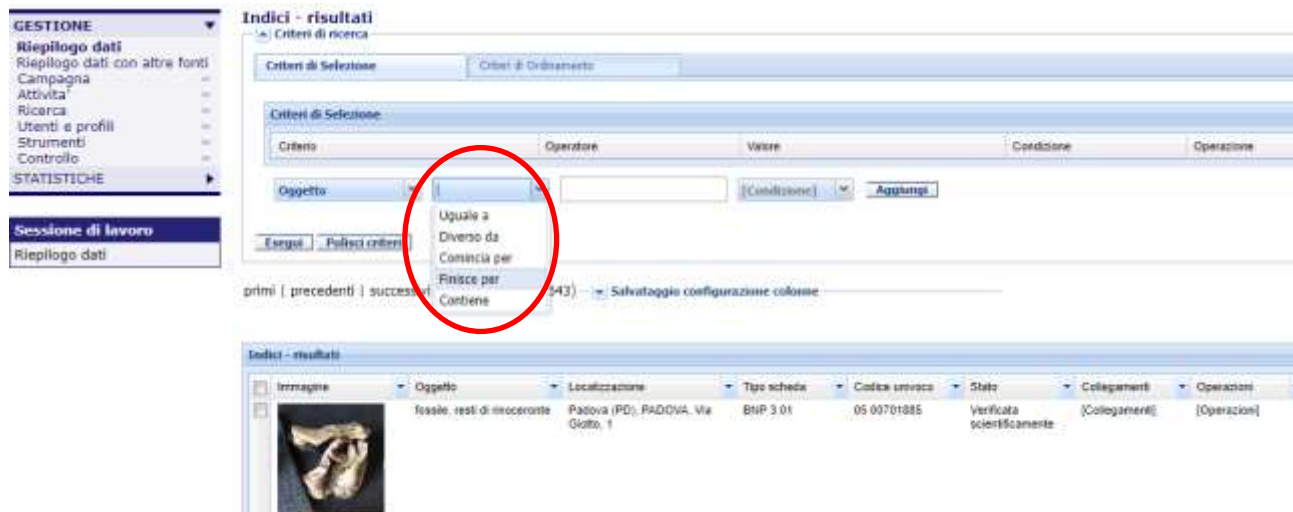 GESTIONE
Riepilogo dati
Riepilogo dati con altre fonti
Campagna
Attivita'
Ricerca
Utenti e profili
Strumenti
Controllo
STATISTICHE
Sessione di lavoro
Riepilogo dati
Indici - risultati
Criteri di ricerca
Criteri di Selezione Criteri di Ordinamento
Criteri di Selezione
Criterio Operatore Valore Condizione Operazione
Oggetto [Condizione] Aggiungi
Uguale a
Diverso da
Comincia per
Finisce per
Contiene
Esegui Pulisci criteri
primi | precedenti | successivi 543) Salvataggio configurazione colonne
Indici - risultati
Immagine Oggetto Localizzazione Tipo scheda Codice univoco Stato Collegamenti Operazioni
fossile, resti di rinoceronte Padova (PD), PADOVA, Via Giotto, 1 BNP 3.01 05 00701885 Verificata scientificamente [Collegamenti] [Operazioni]